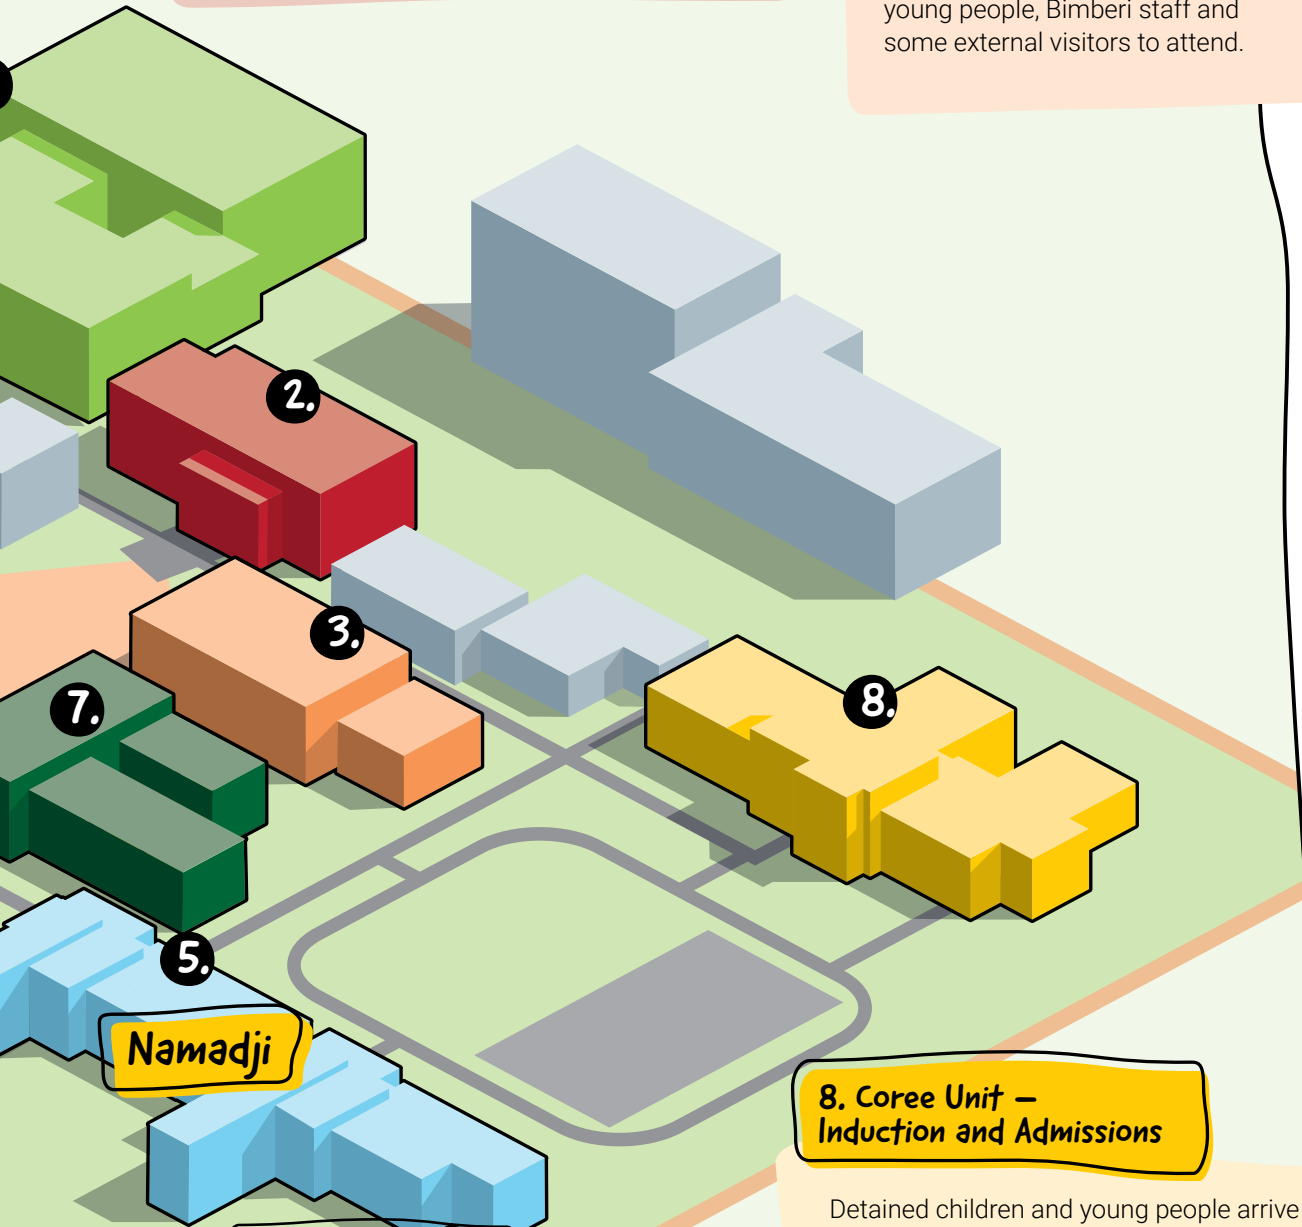 young people, Bimberi staff and
some external visitors to attend.
2.
3.
7.
8.
5.
Namadji
8. Coree Unit –
Induction and Admissions
Detained children and young people arrive